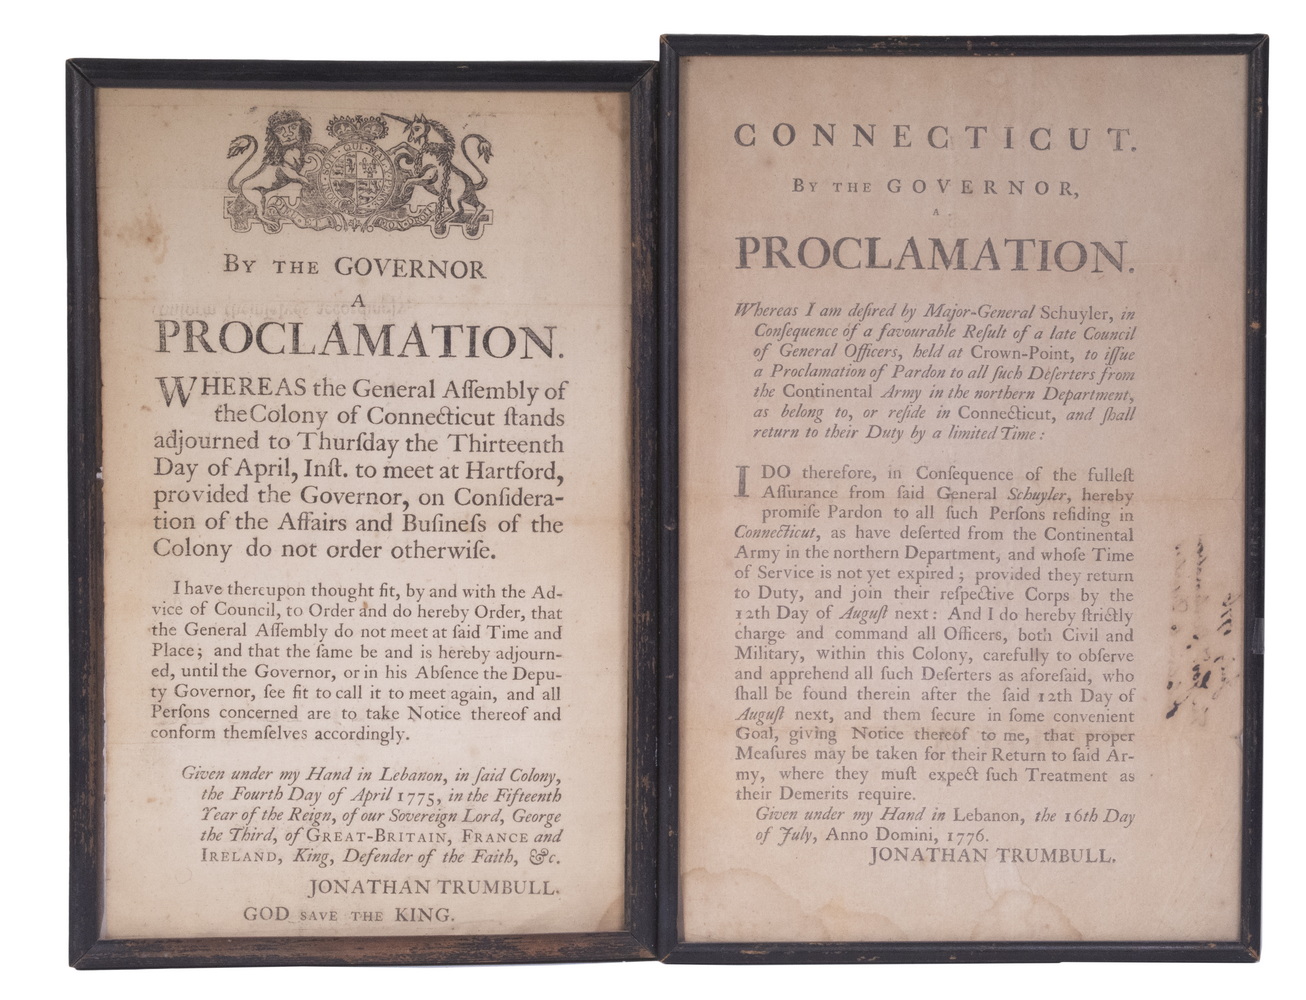 BY THE GOVERNOR
A
PROCLAMATION.
WHEREAS the General Aſſembly of
the Colony of Connecticut ſtands
adjourned to Thurſday the Thirteenth
Day of April, Inſt. to meet at Hartford,
provided the Governor, on Conſidera-
tion of the Affairs and Buſineſs of the
Colony do not order otherwiſe.
I have thereupon thought fit, by and with the Ad-
vice of Council, to Order and do hereby Order, that
the General Aſſembly do not meet at ſaid Time and
Place; and that the ſame be and is hereby adjourn-
ed, until the Governor, or in his Abſence the Depu-
ty Governor, ſee fit to call it to meet again, and all
Perſons concerned are to take Notice thereof and
conform themſelves accordingly.
Given under my Hand in Lebanon, in ſaid Colony,
the Fourth Day of April 1775, in the Fifteenth
Year of the Reign, of our Sovereign Lord, George
the Third, of GREAT-BRITAIN, FRANCE and
IRELAND, King, Defender of the Faith, &c.
JONATHAN TRUMBULL.
GOD SAVE THE KING.
CONNECTICUT.
BY THE GOVERNOR,
A
PROCLAMATION.
Whereas I am deſired by Major-General Schuyler, in
Conſequence of a favourable Reſult of a late Council
of General Officers, held at Crown-Point, to iſſue
a Proclamation of Pardon to all ſuch Deſerters from
the Continental Army in the northern Department,
as belong to, or reſide in Connecticut, and ſhall
return to their Duty by a limited Time:
I DO therefore, in Conſequence of the fulleſt
Aſſurance from ſaid General Schuyler, hereby
promiſe Pardon to all ſuch Perſons reſiding in
Connecticut, as have deſerted from the Continental
Army in the northern Department, and whoſe Time
of Service is not yet expired; provided they return
to Duty, and join their reſpective Corps by the
12th Day of Auguſt next: And I do hereby ſtrictly
charge and command all Officers, both Civil and
Military, within this Colony, carefully to obſerve
and apprehend all ſuch Deſerters as aforeſaid, who
ſhall be found therein after the ſaid 12th Day of
Auguſt next, and them ſecure in ſome convenient
Goal, giving Notice thereof to me, that proper
Meaſures may be taken for their Return to ſaid Ar-
my, where they muſt expect ſuch Treatment as
their Demerits require.
Given under my Hand in Lebanon, the 16th Day
of July, Anno Domini, 1776.
JONATHAN TRUMBULL.